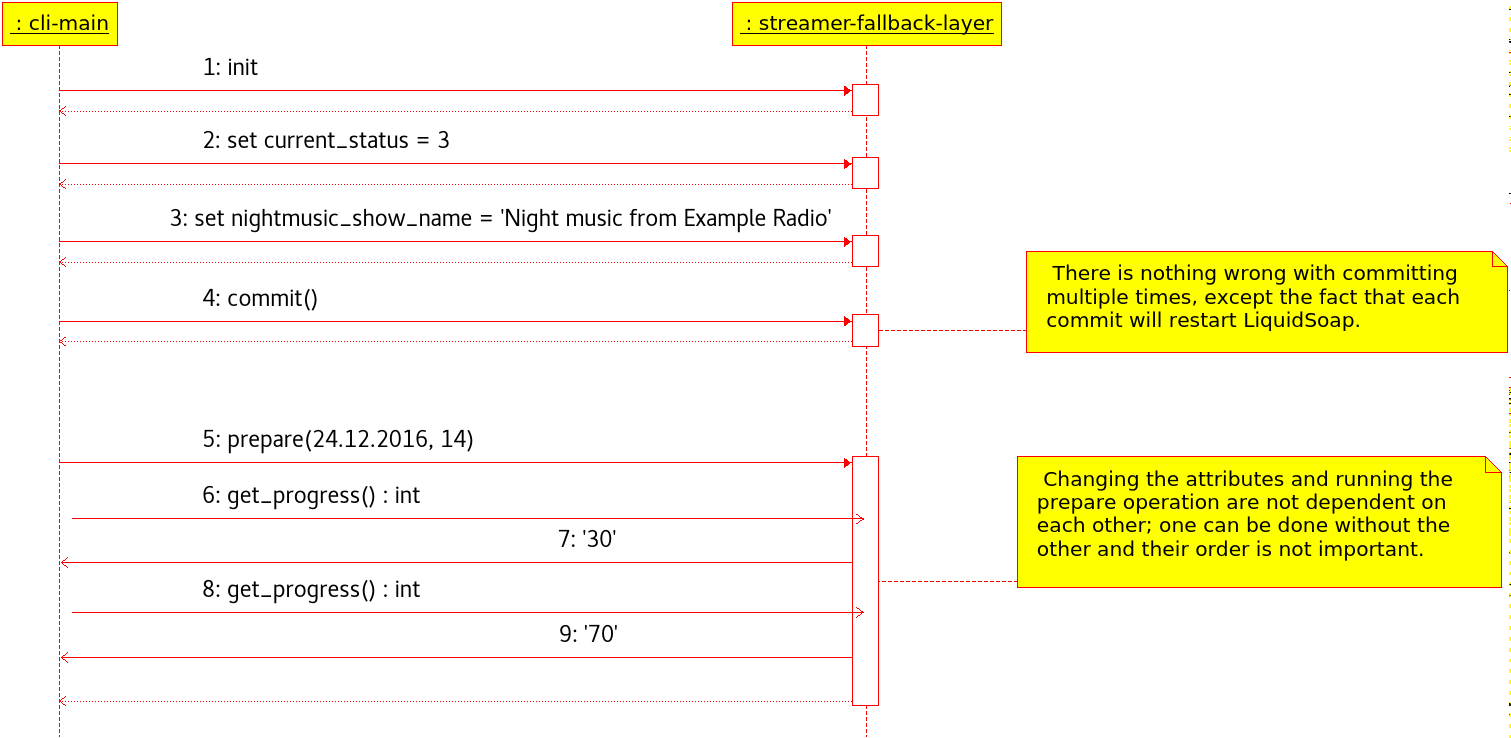 : cli-main
: streamer-fallback-layer
1: init
2: set current_status = 3
3: set nightmusic_show_name = 'Night music from Example Radio'
4: commit()
There is nothing wrong with committing
multiple times, except the fact that each
commit will restart LiquidSoap.
5: prepare(24.12.2016, 14)
6: get_progress() : int
7: '30'
8: get_progress() : int
9: '70'
Changing the attributes and running the
prepare operation are not dependent on
each other; one can be done without the
other and their order is not important.